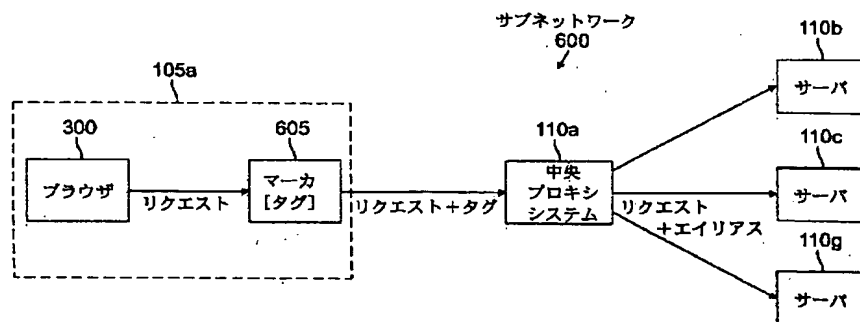 サブネットワーク
600
110b
サーバ
105a
300
ブラウザ
リクエスト
605
マーカ
[タグ]
リクエスト+タグ
110a
中央
プロキシ
システム
リクエスト
+エイリアス
110c
サーバ
110g
サーバ